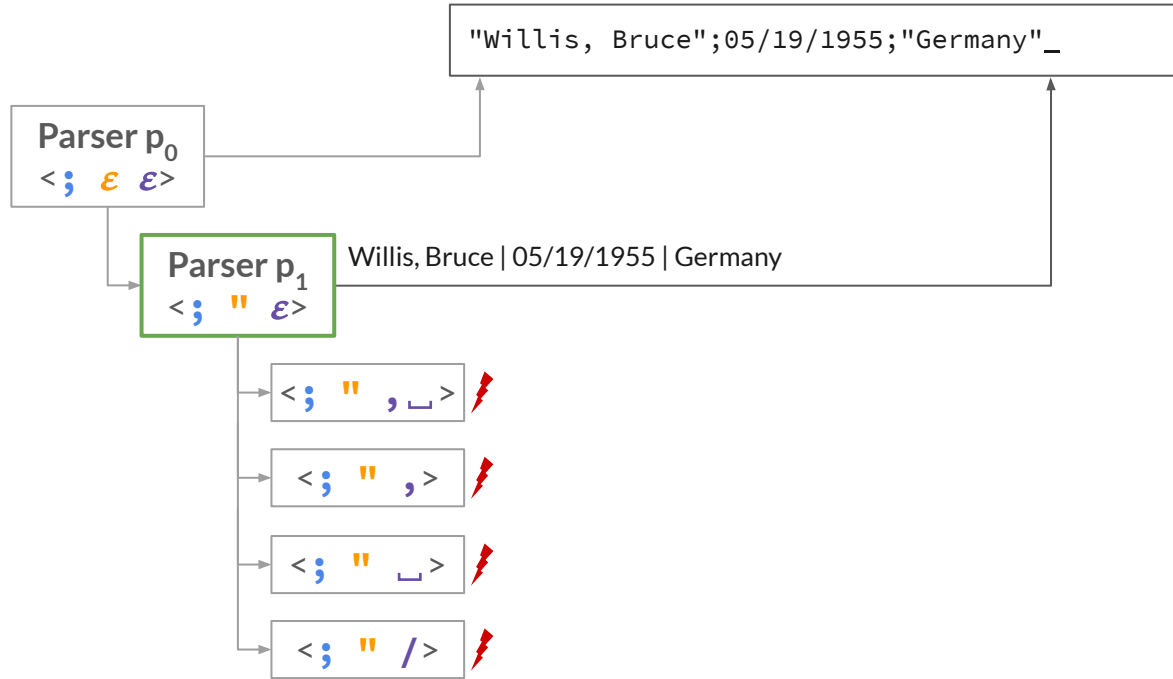 "Willis, Bruce";05/19/1955;"Germany"_
Parser p0
<; ε ε>
Parser p1
<; " ε>
Willis, Bruce | 05/19/1955 | Germany
<; " ,␣>
<; " ,>
<; " ␣>
<; " />